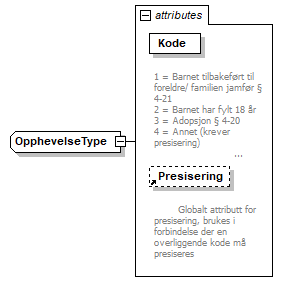 attributes
Kode
1 = Barnet tilbakeført til
foreldre/ familien jamfør §
4-21
2 = Barnet har fylt 18 år
3 = Adopsjon § 4-20
4 = Annet (krever
presisering)
...
OpphevelseType
Presisering
Globalt attributt for
presisering, brukes i
forbindelse der en
overliggende kode må
presiseres